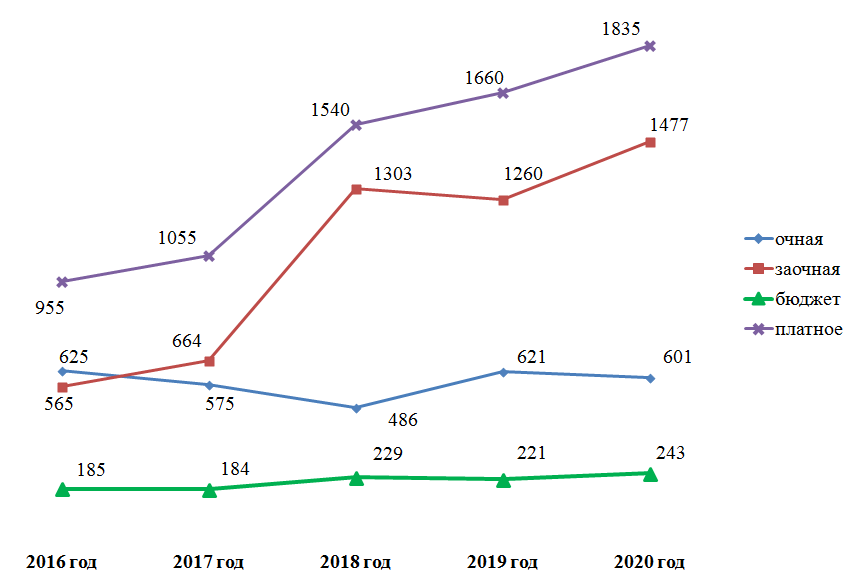 1835
1660
1540
1477
1303
1260
1055
955
664
625
621
601
565
575
486
185
184
229
221
243
очная
заочная
бюджет
платное
2016 год
2017 год
2018 год
2019 год
2020 год